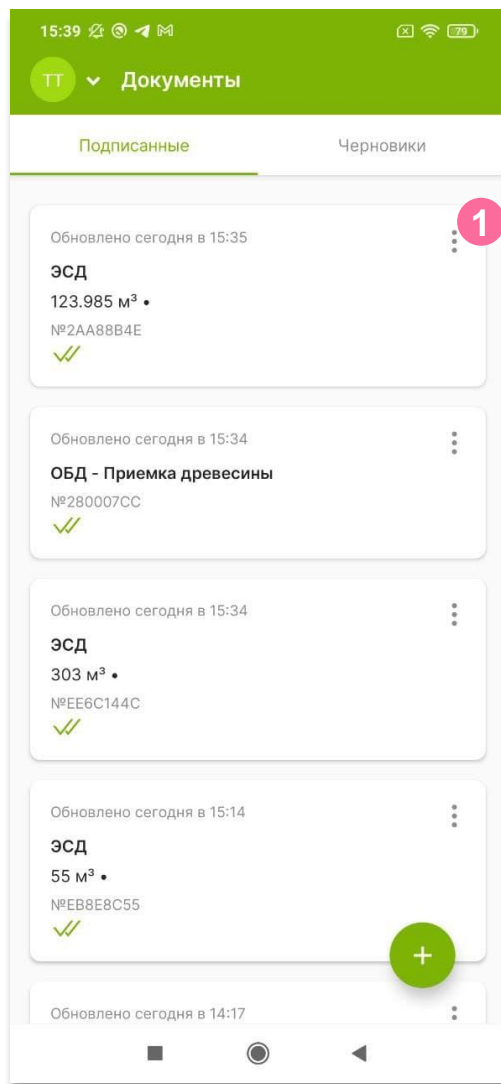 15:39
79
ТТ
Документы
Подписанные
Черновики
1
Обновлено сегодня в 15:35
ЭСД
123.985 м³ •
№2AA88B4E
Обновлено сегодня в 15:34
ОБД - Приемка древесины
№280007CC
Обновлено сегодня в 15:34
ЭСД
303 м³ •
№EE6C144C
Обновлено сегодня в 15:14
ЭСД
55 м³ •
№EB8E8C55
+
Обновлено сегодня в 14:17